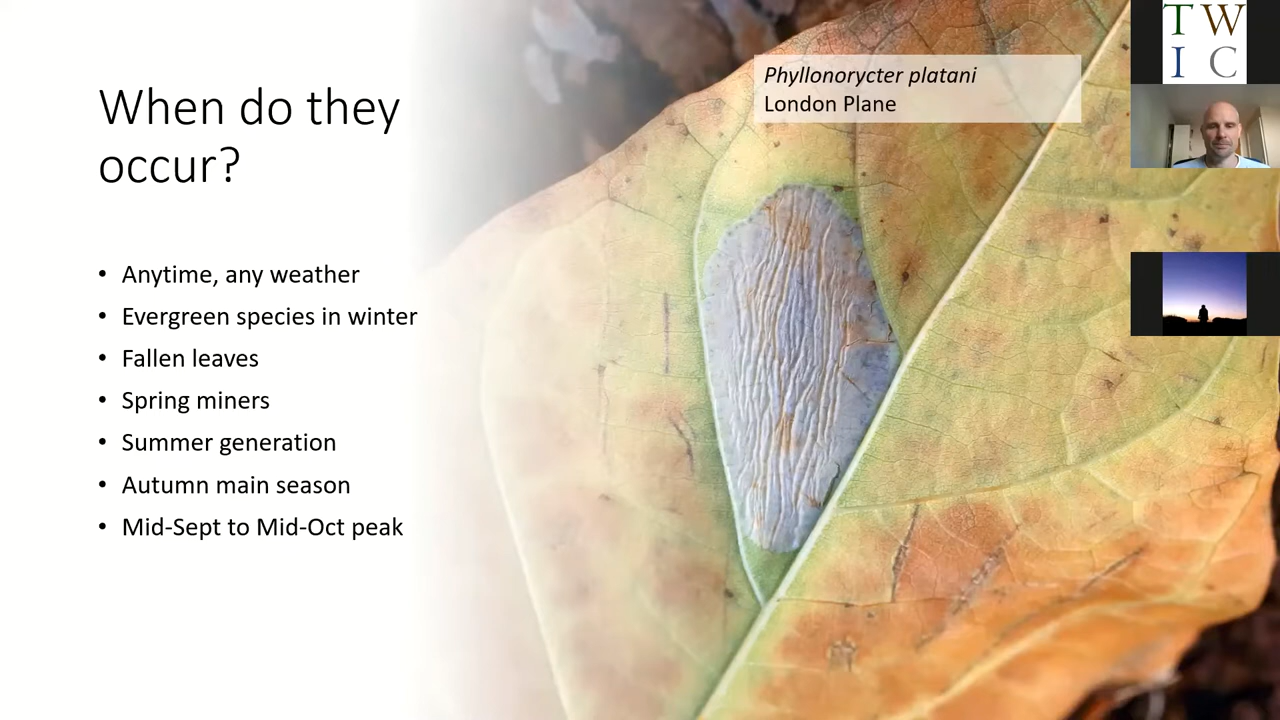 When do they
occur?
• Anytime, any weather
• Evergreen species in winter
• Fallen leaves
• Spring miners
• Summer generation
• Autumn main season
• Mid-Sept to Mid-Oct peak
Phyllonorycter platani
London Plane
T W
I C